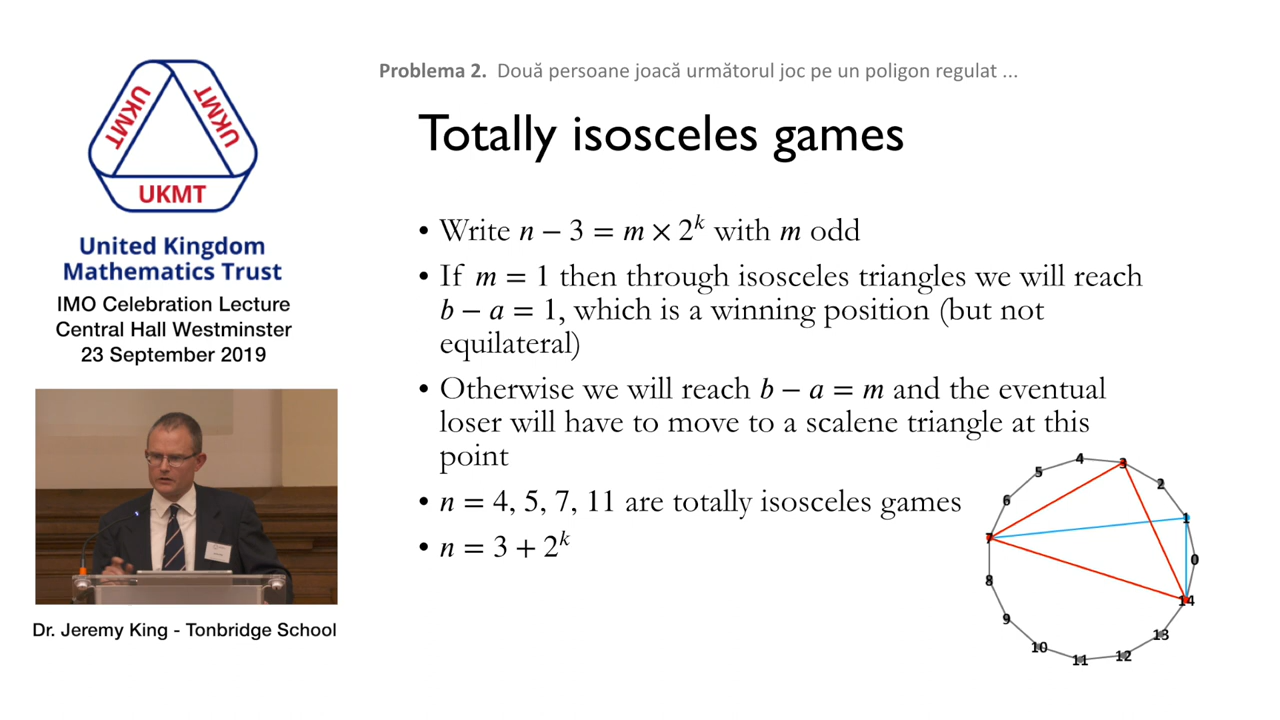 UKMT
UKMT
UKMT
United Kingdom
Mathematics Trust
IMO Celebration Lecture
Central Hall Westminster
23 September 2019
Dr. Jeremy King - Tonbridge School
Problema 2. Două persoane joacă următorul joc pe un poligon regulat ...
Totally isosceles games
• Write n − 3 = m × 2ᵏ with m odd
• If m = 1 then through isosceles triangles we will reach
b − a = 1, which is a winning position (but not
equilateral)
• Otherwise we will reach b − a = m and the eventual
loser will have to move to a scalene triangle at this
point
• n = 4, 5, 7, 11 are totally isosceles games
• n = 3 + 2ᵏ
4
3
5
2
6
1
7
0
8
14
9
13
10
12
11